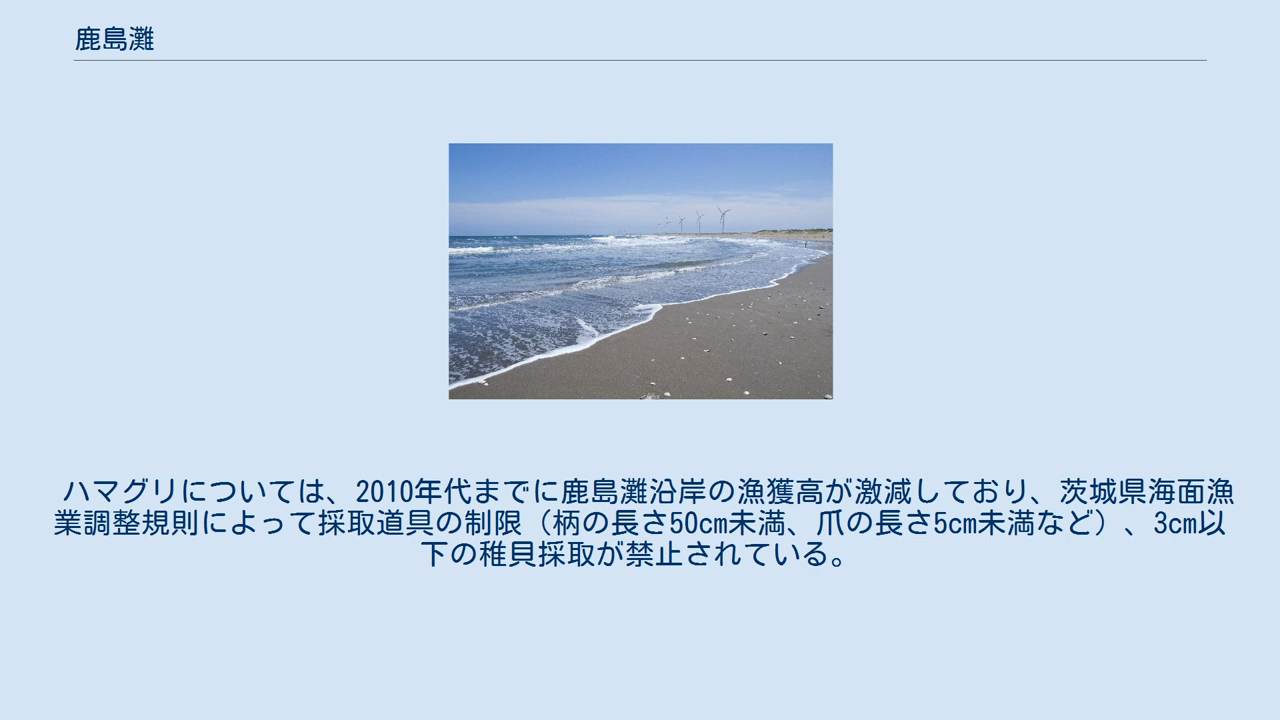 鹿島灘
ハマグリについては、2010年代までに鹿島灘沿岸の漁獲高が激減しており、茨城県海面漁
業調整規則によって採取道具の制限（柄の長さ50cm未満、爪の長さ5cm未満など）、3cm以
下の稚貝採取が禁止されている。